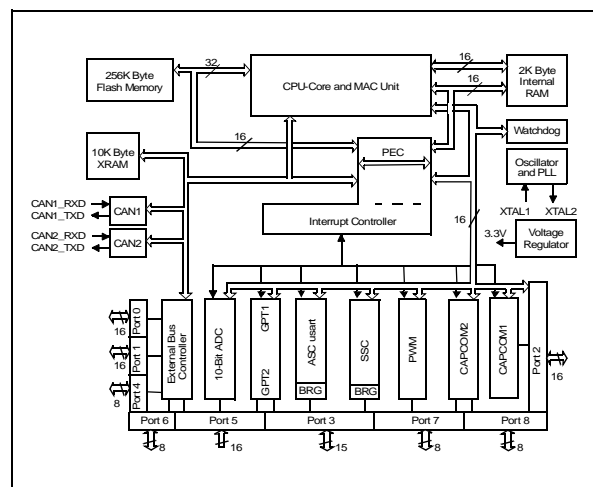 256K Byte
Flash Memory
32
CPU-Core and MAC Unit
16
16
2K Byte
Internal
RAM
16
Watchdog
10K Byte
XRAM
PEC
Oscillator
and PLL
CAN1_RXD
CAN1_TXD
CAN1
XTAL1
XTAL2
Interrupt Controller
16
CAN2_RXD
CAN2_TXD
CAN2
3.3V
Voltage
Regulator
Port 0
16
Port 1
16
Port 4
8
External Bus
Controller
10-Bit ADC
GPT1
GPT2
ASC usart
BRG
SSC
BRG
PWM
CAPCOM2
CAPCOM1
Port 2
16
Port 6
Port 5
Port 3
Port 7
Port 8
8
16
15
8
8